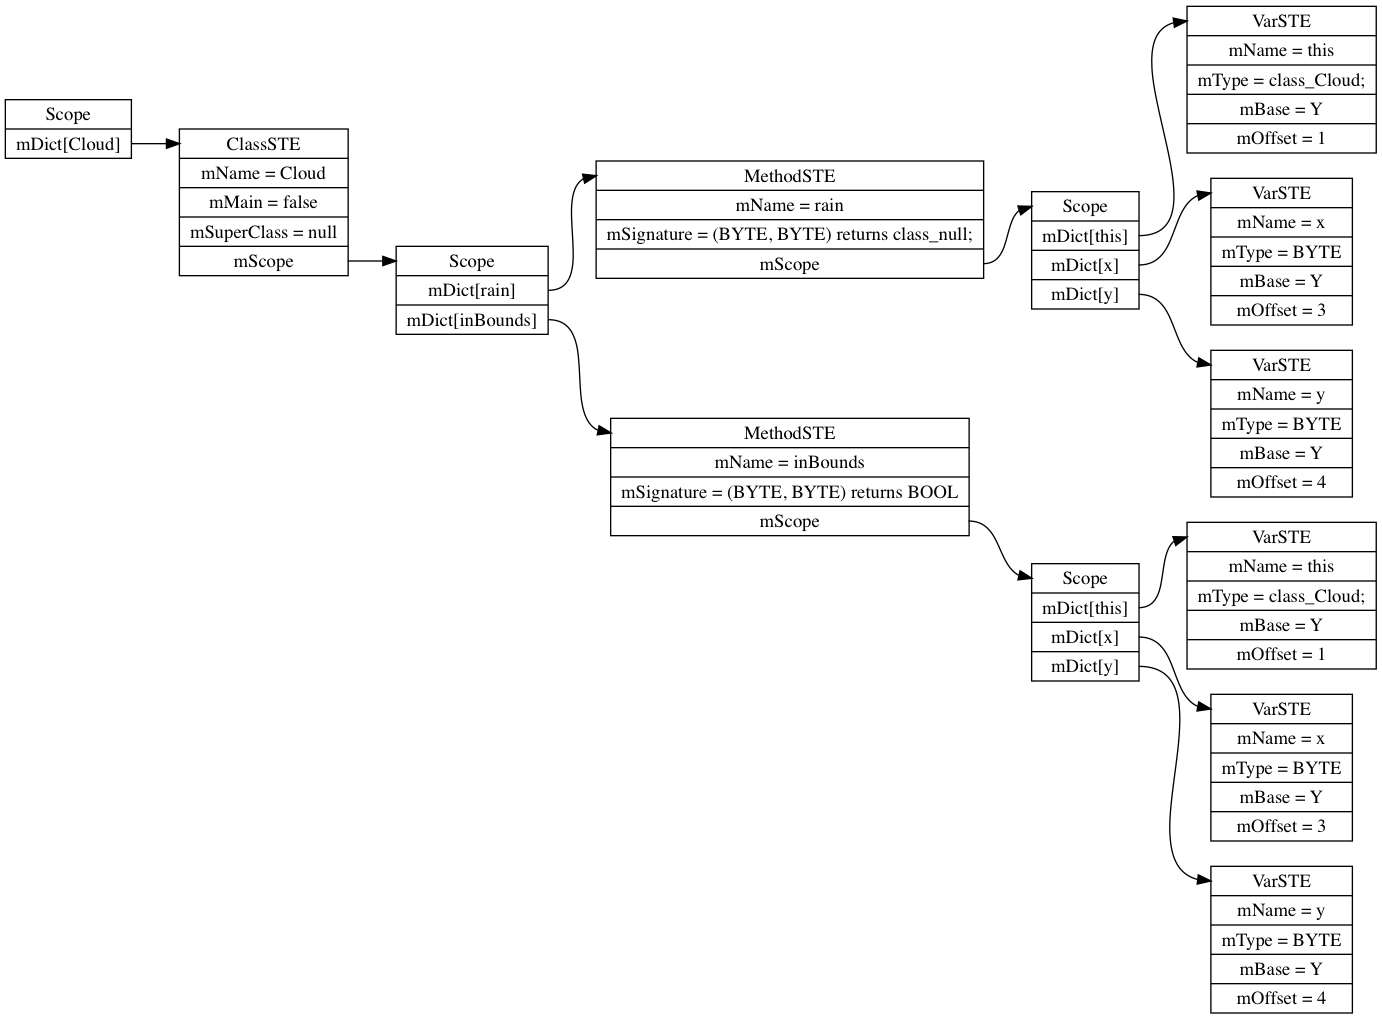 Scope
mDict[Cloud]
ClassSTE
mName = Cloud
mMain = false
mSuperClass = null
mScope
Scope
mDict[rain]
mDict[inBounds]
MethodSTE
mName = rain
mSignature = (BYTE, BYTE) returns class_null;
mScope
Scope
mDict[this]
mDict[x]
mDict[y]
VarSTE
mName = this
mType = class_Cloud;
mBase = Y
mOffset = 1
VarSTE
mName = x
mType = BYTE
mBase = Y
mOffset = 3
VarSTE
mName = y
mType = BYTE
mBase = Y
mOffset = 4
MethodSTE
mName = inBounds
mSignature = (BYTE, BYTE) returns BOOL
mScope
Scope
mDict[this]
mDict[x]
mDict[y]
VarSTE
mName = this
mType = class_Cloud;
mBase = Y
mOffset = 1
VarSTE
mName = x
mType = BYTE
mBase = Y
mOffset = 3
VarSTE
mName = y
mType = BYTE
mBase = Y
mOffset = 4